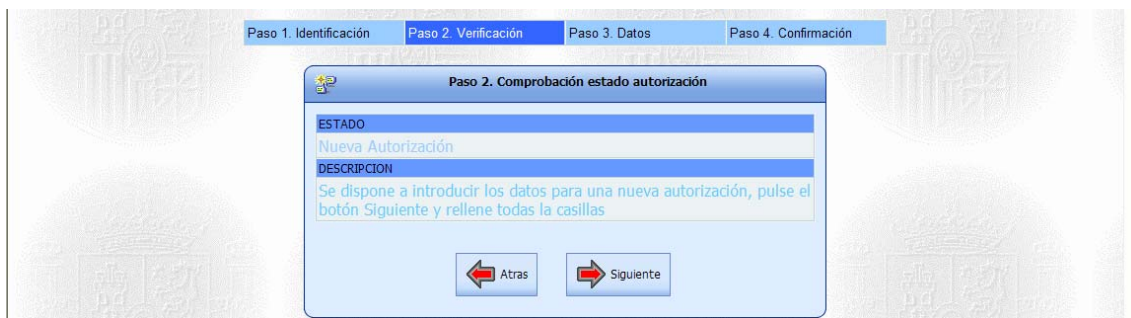 Paso 1. Identificación Paso 2. Verificación Paso 3. Datos Paso 4. Confirmación
Paso 2. Comprobación estado autorización
ESTADO
Nueva Autorización
DESCRIPCION
Se dispone a introducir los datos para una nueva autorización, pulse el
botón Siguiente y rellene todas la casillas
Atras Siguiente